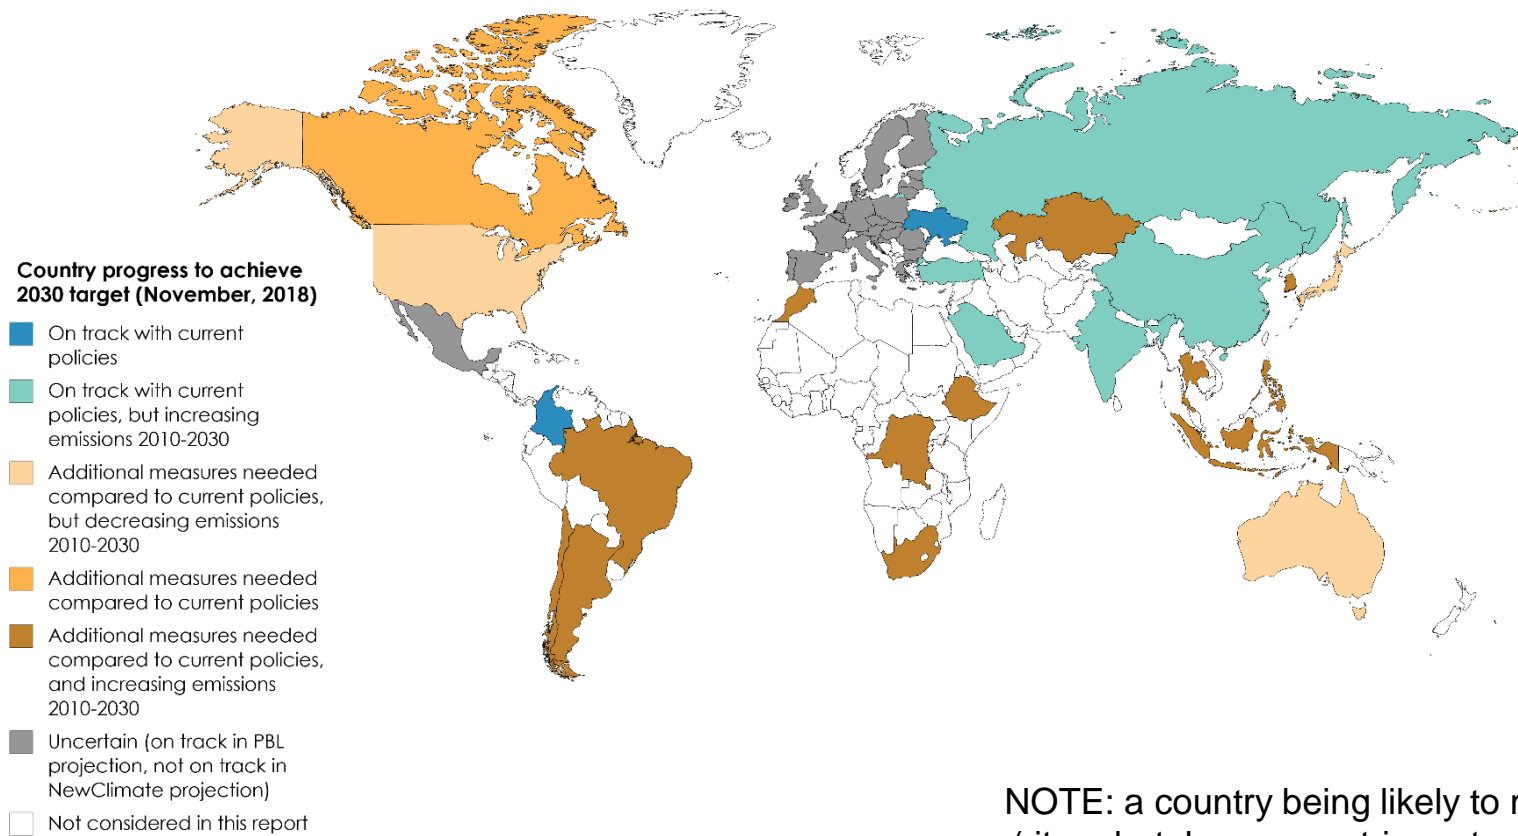 Country progress to achieve
2030 target (November, 2018)
On track with current
policies
On track with current
policies, but increasing
emissions 2010-2030
Additional measures needed
compared to current policies,
but decreasing emissions
2010-2030
Additional measures needed
compared to current policies
Additional measures needed
compared to current policies,
and increasing emissions
2010-2030
Uncertain (on track in PBL
projection, not on track in
NewClimate projection)
Not considered in this report
NOTE: a country being likely to